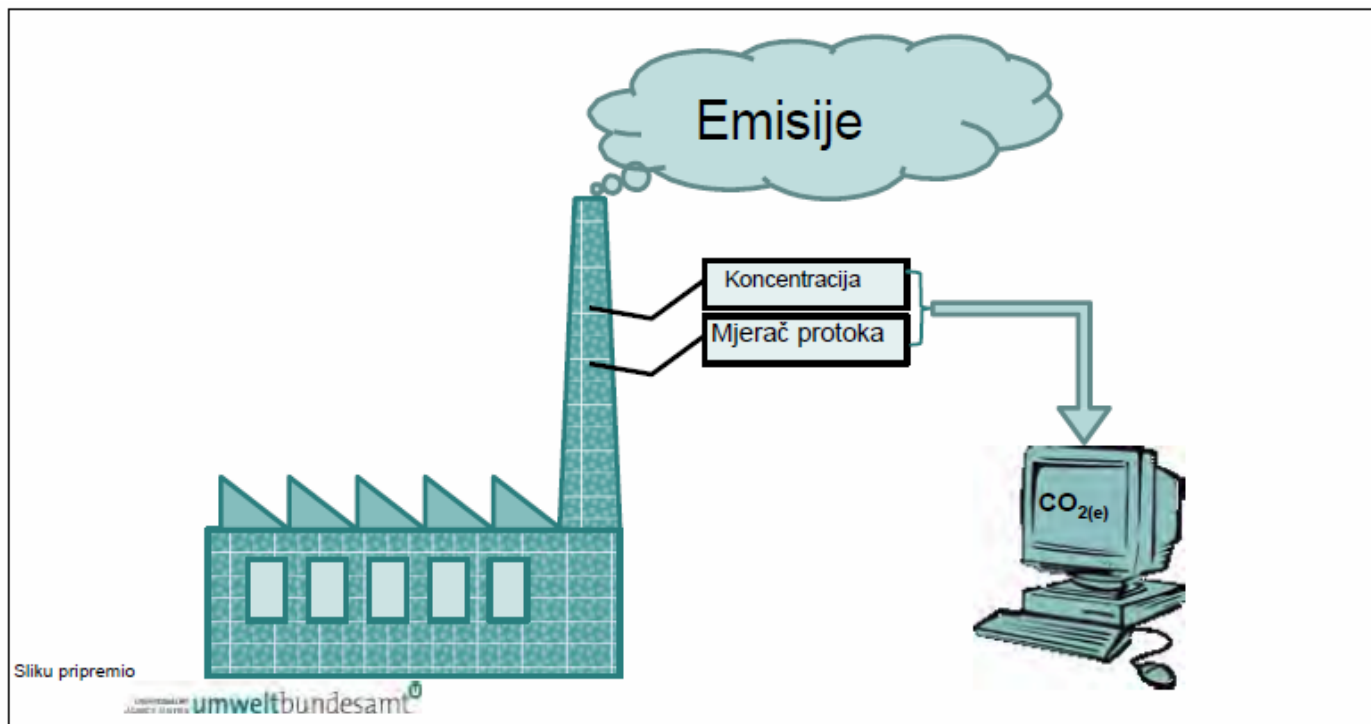 Emisije
Koncentracija
Mjerač protoka
CO2(e)
Sliku pripremio
umweltbundesamt